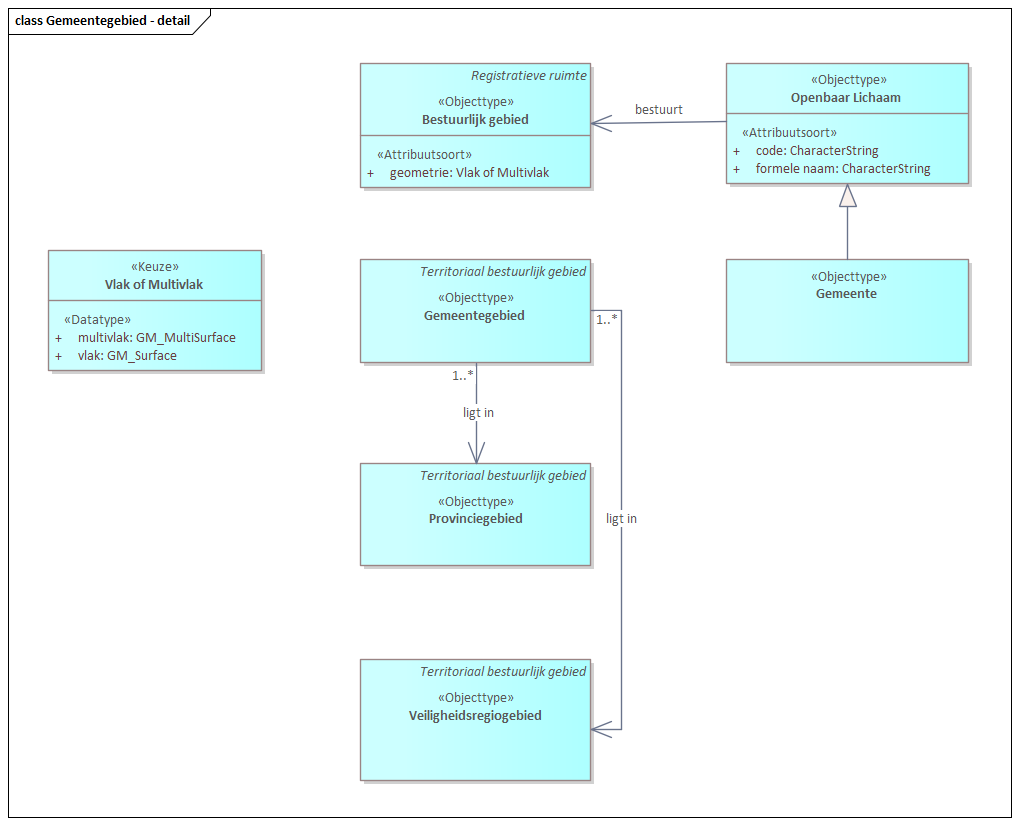 class Gemeentegebied - detail
Registratieve ruimte
«Objecttype»
Bestuurlijk gebied
«Attribuutsoort»
+ geometrie: Vlak of Multivlak
bestuurt
«Objecttype»
Openbaar Lichaam
«Attribuutsoort»
+ code: CharacterString
+ formele naam: CharacterString
«Keuze»
Vlak of Multivlak
«Datatype»
+ multivlak: GM_MultiSurface
+ vlak: GM_Surface
Territoriaal bestuurlijk gebied
«Objecttype»
Gemeentegebied
1..*
«Objecttype»
Gemeente
1..*
ligt in
Territoriaal bestuurlijk gebied
«Objecttype»
Provinciegebied
ligt in
Territoriaal bestuurlijk gebied
«Objecttype»
Veiligheidsregiogebied